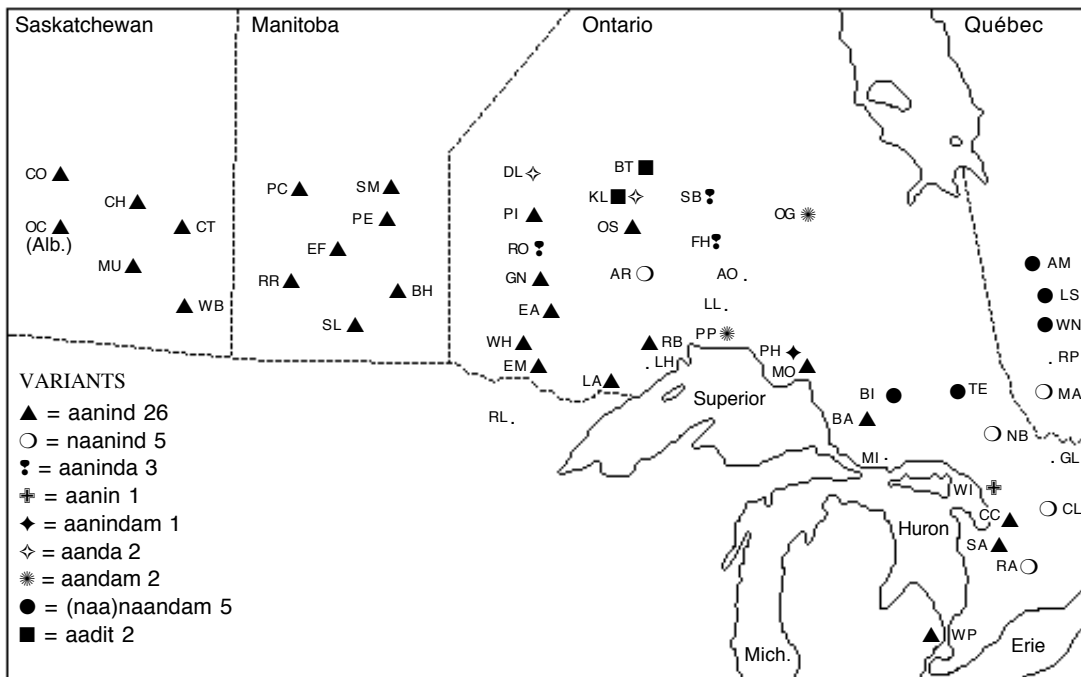 Saskatchewan Manitoba Ontario Québec
CO
DL
BT
PC
SM
KL
SB
CH
OC
(Alb.)
CT
PE
PI
OS
OG
EF
RO
FH
MU
AM
RR
BH
GN
AR
AO
LS
WB
EA
LL
SL
WN
PP
WH
RB
PH
RP
EM
LH
MO
LA
VARIANTS
▲ = aanind 26
Superior
BI
TE
MA
RL
BA
○ = naanind 5
NB
MI
GL
❢ = aaninda 3
WI
✙ = aanin 1
CC
CL
✦ = aanindam 1
Huron
SA
✧ = aanda 2
RA
✺ = aandam 2
● = (naa)naandam 5
■ = aadit 2
WP
Mich.
Erie